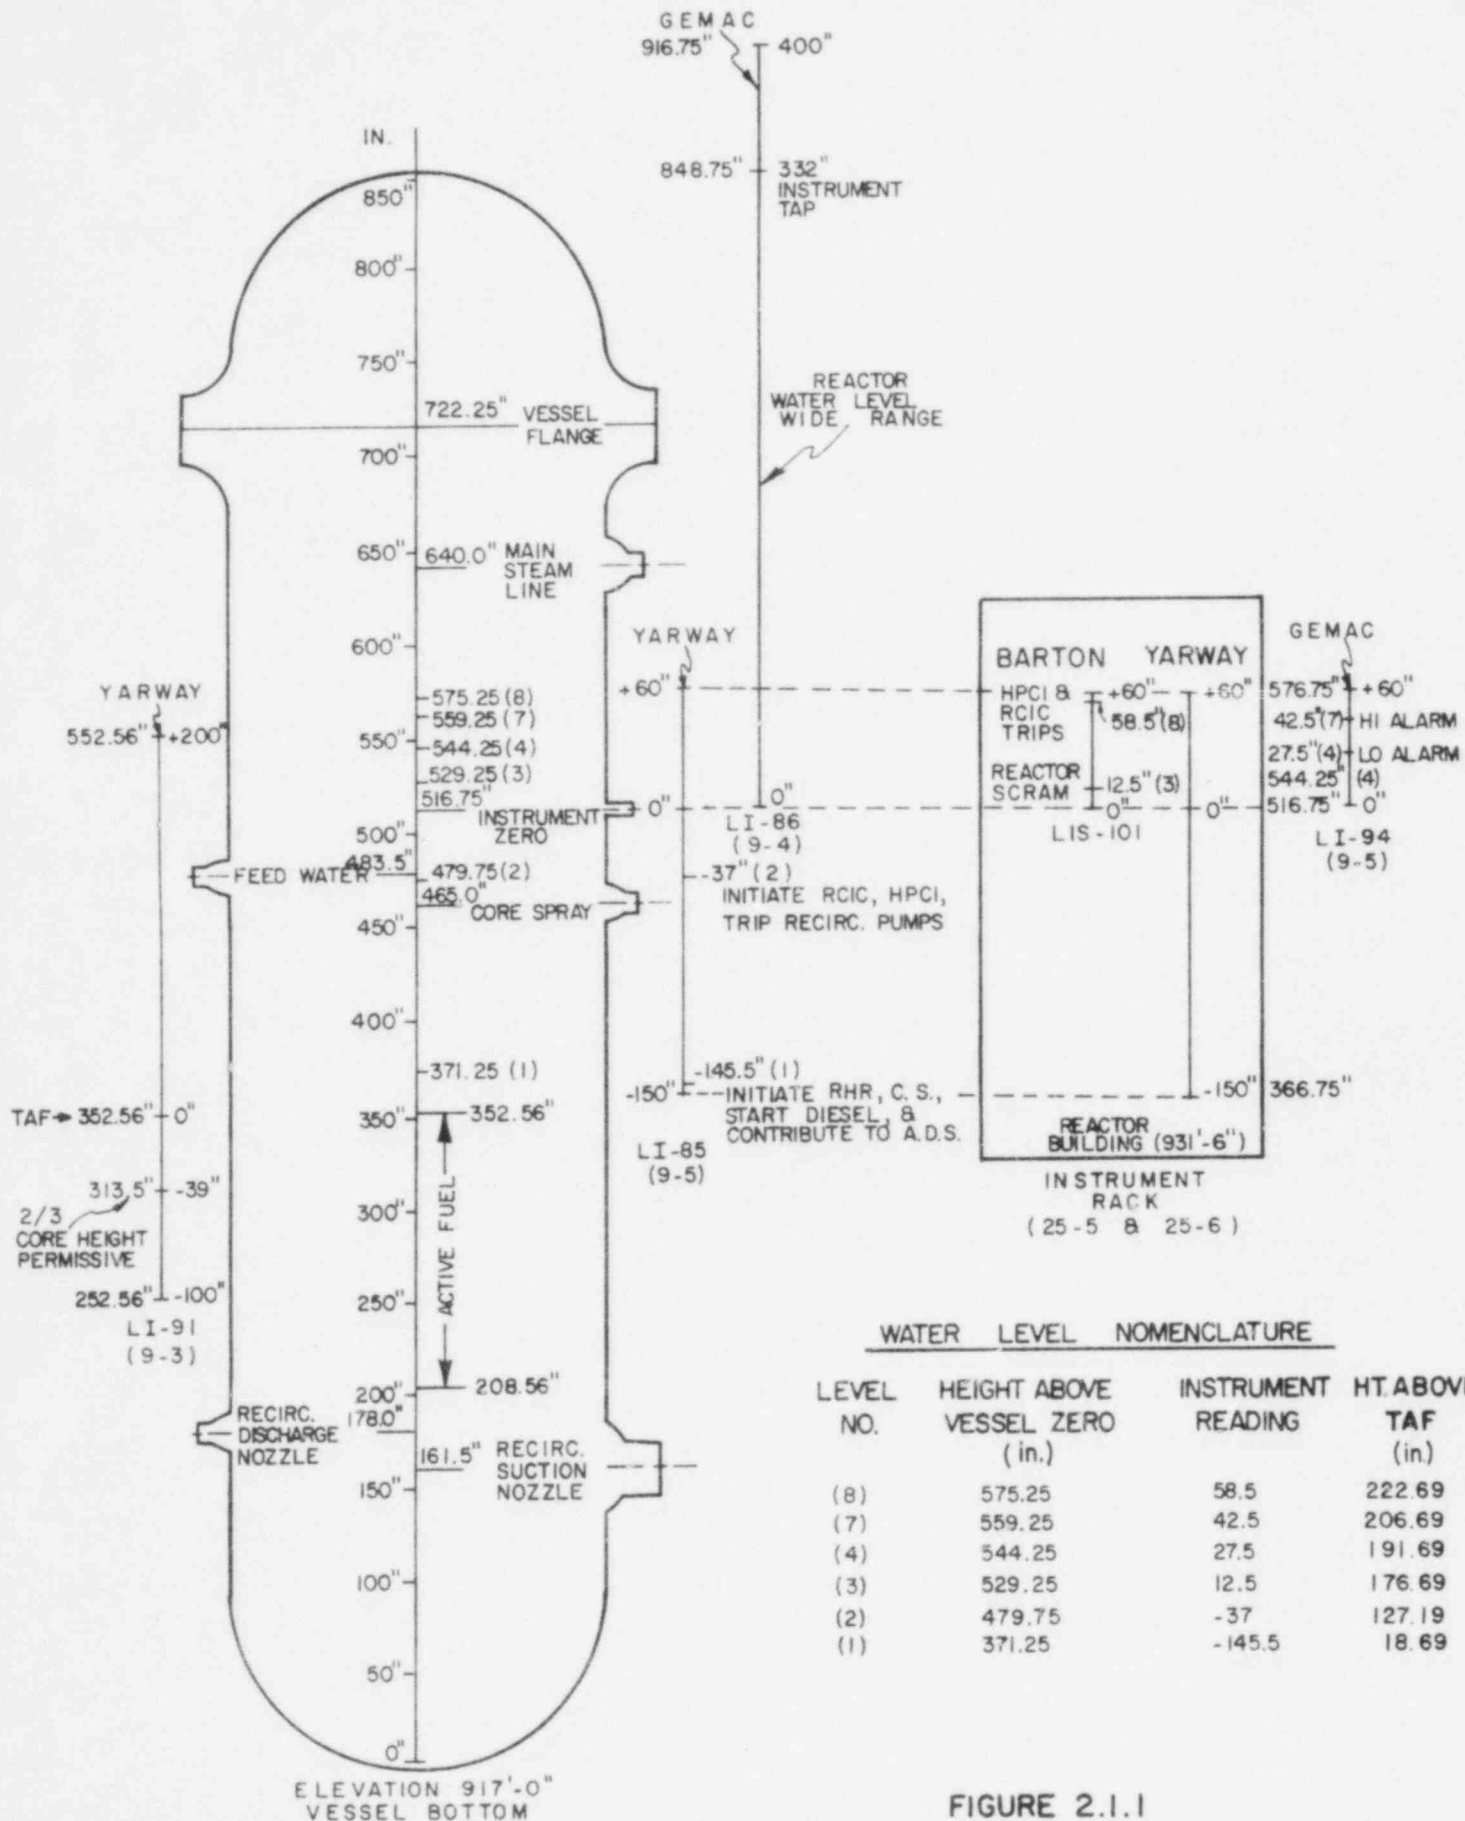 GEMAC
916.75" 400"
848.75" 332"
INSTRUMENT
TAP
REACTOR
WATER LEVEL
WIDE RANGE
0"
LI-86
(9-4)
IN.
850"
800"
750"
722.25" VESSEL
FLANGE
700"
650"
640.0" MAIN
STEAM
LINE
600"
575.25 (8)
559.25 (7)
550"
544.25 (4)
529.25 (3)
516.75"
INSTRUMENT
ZERO
500"
483.5"
FEED WATER
479.75 (2)
465.0"
CORE SPRAY
450"
400"
371.25 (1)
350"
352.56"
ACTIVE FUEL
300"
250"
208.56"
200"
RECIRC.
DISCHARGE
NOZZLE
178.0"
161.5" RECIRC.
SUCTION
NOZZLE
150"
100"
50"
0"
ELEVATION 917'-0"
VESSEL BOTTOM
YARWAY
552.56" +200"
TAF 352.56" 0"
313.5" -39"
2/3
CORE HEIGHT
PERMISSIVE
252.56" -100"
LI-91
(9-3)
YARWAY
+60"
0"
-37" (2)
INITIATE RCIC, HPCI,
TRIP RECIRC. PUMPS
-145.5" (1)
-150" INITIATE RHR, C. S.,
START DIESEL, &
CONTRIBUTE TO A.D.S.
LI-85
(9-5)
BARTON YARWAY
HPCI &
RCIC
TRIPS
+60" +60"
58.5" (8)
REACTOR
SCRAM
12.5" (3)
0" 0"
LIS-101
-150" 366.75"
REACTOR
BUILDING (931'-6")
INSTRUMENT
RACK
(25-5 & 25-6)
GEMAC
576.75" +60"
42.5" (7) HI ALARM
27.5" (4) LO ALARM
544.25" (4)
516.75" 0"
LI-94
(9-5)
WATER LEVEL NOMENCLATURE
LEVEL HEIGHT ABOVE INSTRUMENT HT. ABOVE
NO. VESSEL ZERO READING TAF
(in.) (in.)
(8) 575.25 58.5 222.69
(7) 559.25 42.5 206.69
(4) 544.25 27.5 191.69
(3) 529.25 12.5 176.69
(2) 479.75 -37 127.19
(1) 371.25 -145.5 18.69
FIGURE 2.1.1